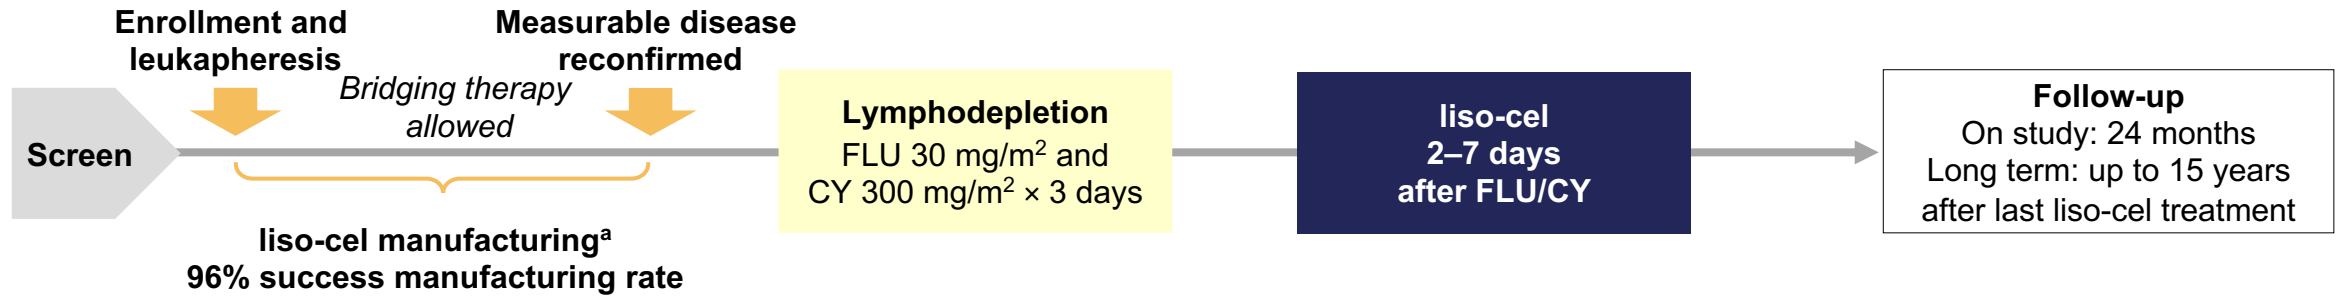 Screen
Enrollment and
leukapheresis
Bridging therapy
allowed
Measurable disease
reconfirmed
liso-cel manufacturingᵃ
96% success manufacturing rate
Lymphodepletion
FLU 30 mg/m² and
CY 300 mg/m² × 3 days
liso-cel
2–7 days
after FLU/CY
Follow-up
On study: 24 months
Long term: up to 15 years
after last liso-cel treatment